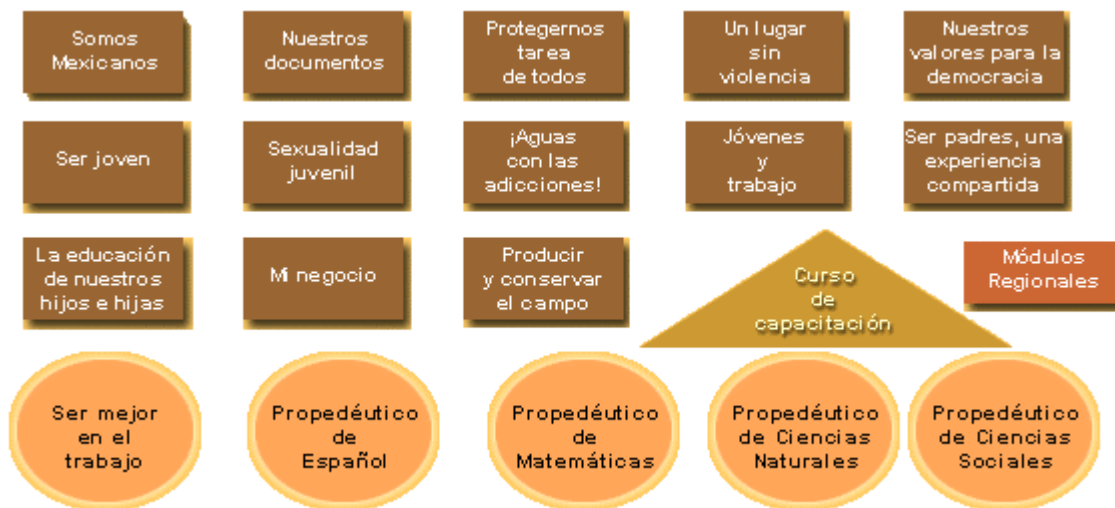 Somos
Mexicanos
Nuestros
documentos
Protegernos
tarea
de todos
Un lugar
sin
violencia
Nuestros
valores para la
democracia
Ser joven
Sexualidad
juvenil
¡Aguas
con las
adicciones!
Jóvenes
y
trabajo
Ser padres, una
experiencia
compartida
La educación
de nuestros
hijos e hijas
Mi negocio
Producir
y conservar
el campo
Curso
de
capacitación
Módulos
Regionales
Ser mejor
en el
trabajo
Propedéutico
de
Español
Propedéutico
de
Matemáticas
Propedéutico
de Ciencias
Naturales
Propedéutico
de Ciencias
Sociales